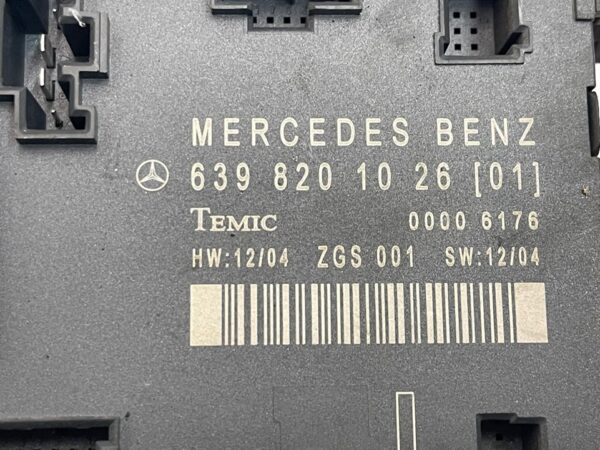 MERCEDES BENZ
639 820 10 26 [01]
TEMIC 0000 6176
HW:12/04 ZGS 001 SW:12/04